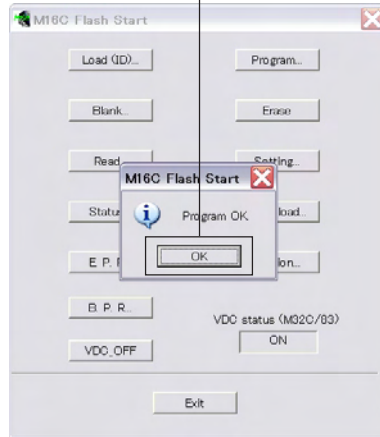 M16C Flash Start
Load (ID)... Program...
Blank... Erase
Read... Setting...
M16C Flash Start
Program OK.
OK
B. P. R...
VDC status (M32C/83)
VDC_OFF ON
Exit